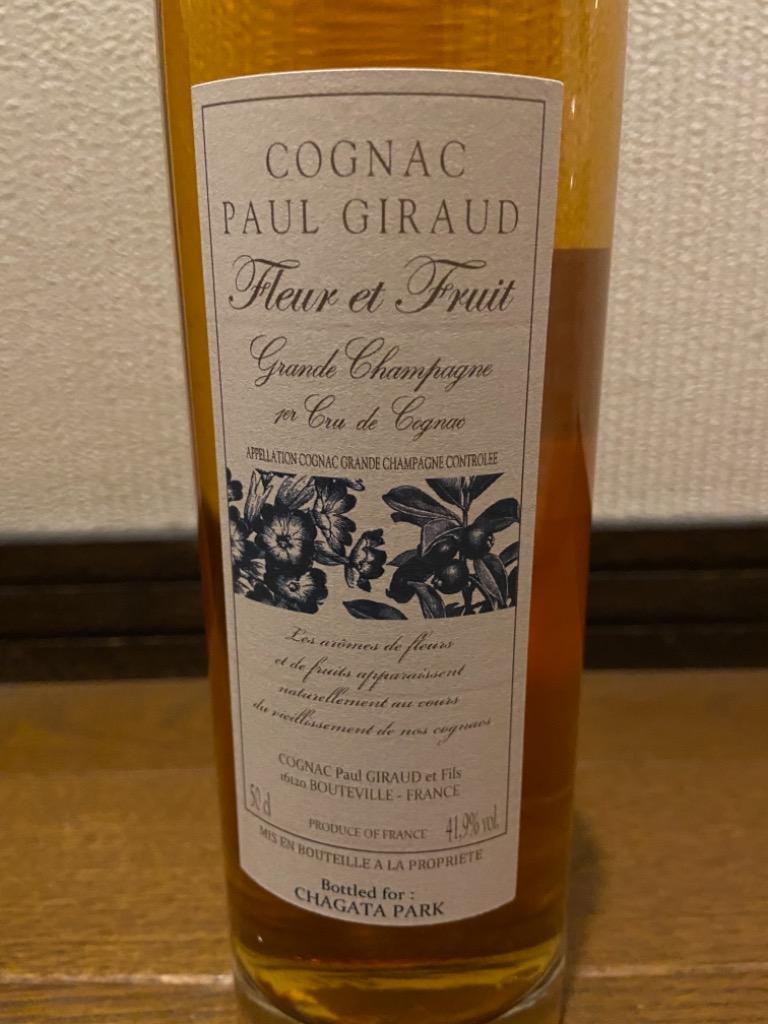 COGNAC
PAUL GIRAUD
Fleur et Fruit
Grande Champagne
1er Cru de Cognac
APPELLATION COGNAC GRANDE CHAMPAGNE CONTROLEE
Les arômes de fleurs
et de fruits apparaissent
naturellement au cours
du vieillissement de nos cognacs
COGNAC Paul GIRAUD et Fils
16120 BOUTEVILLE - FRANCE
50 cl
PRODUCE OF FRANCE 41,9% vol.
MIS EN BOUTEILLE A LA PROPRIETE
Bottled for :
CHAGATA PARK